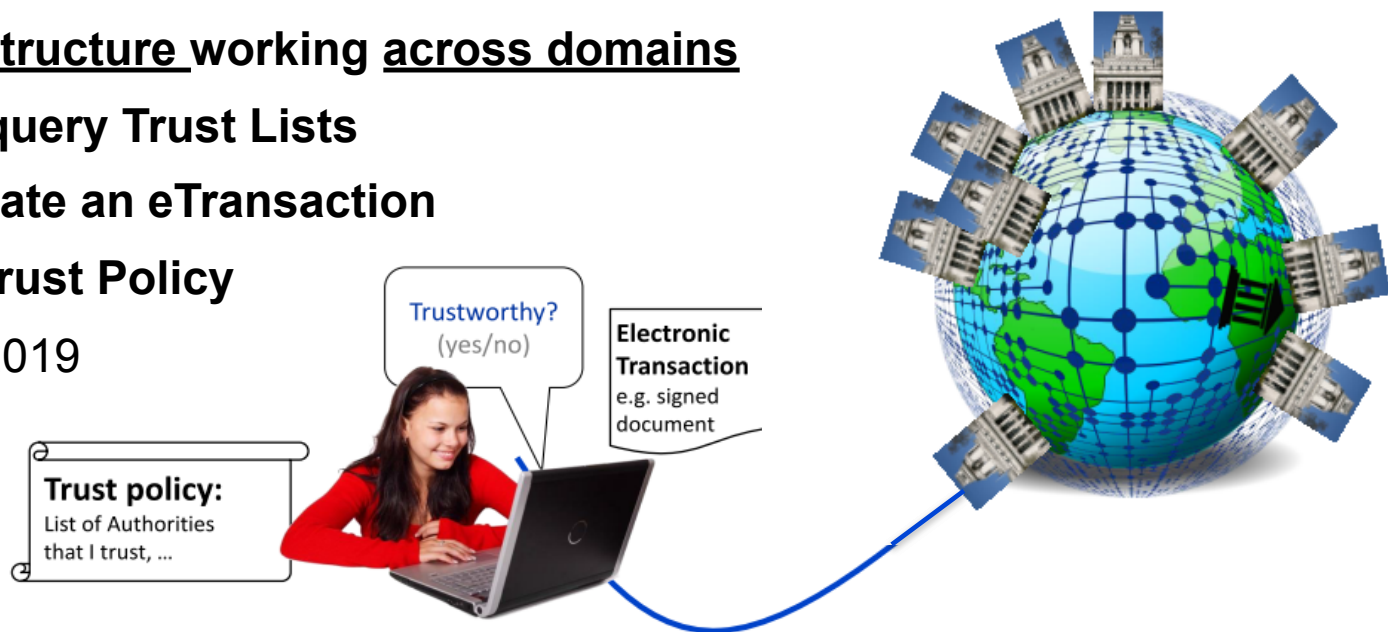 tructure working across domains
query Trust Lists
ate an eTransaction
rust Policy
019
Trustworthy?
(yes/no)
Electronic
Transaction
e.g. signed
document
Trust policy:
List of Authorities
that I trust, ...